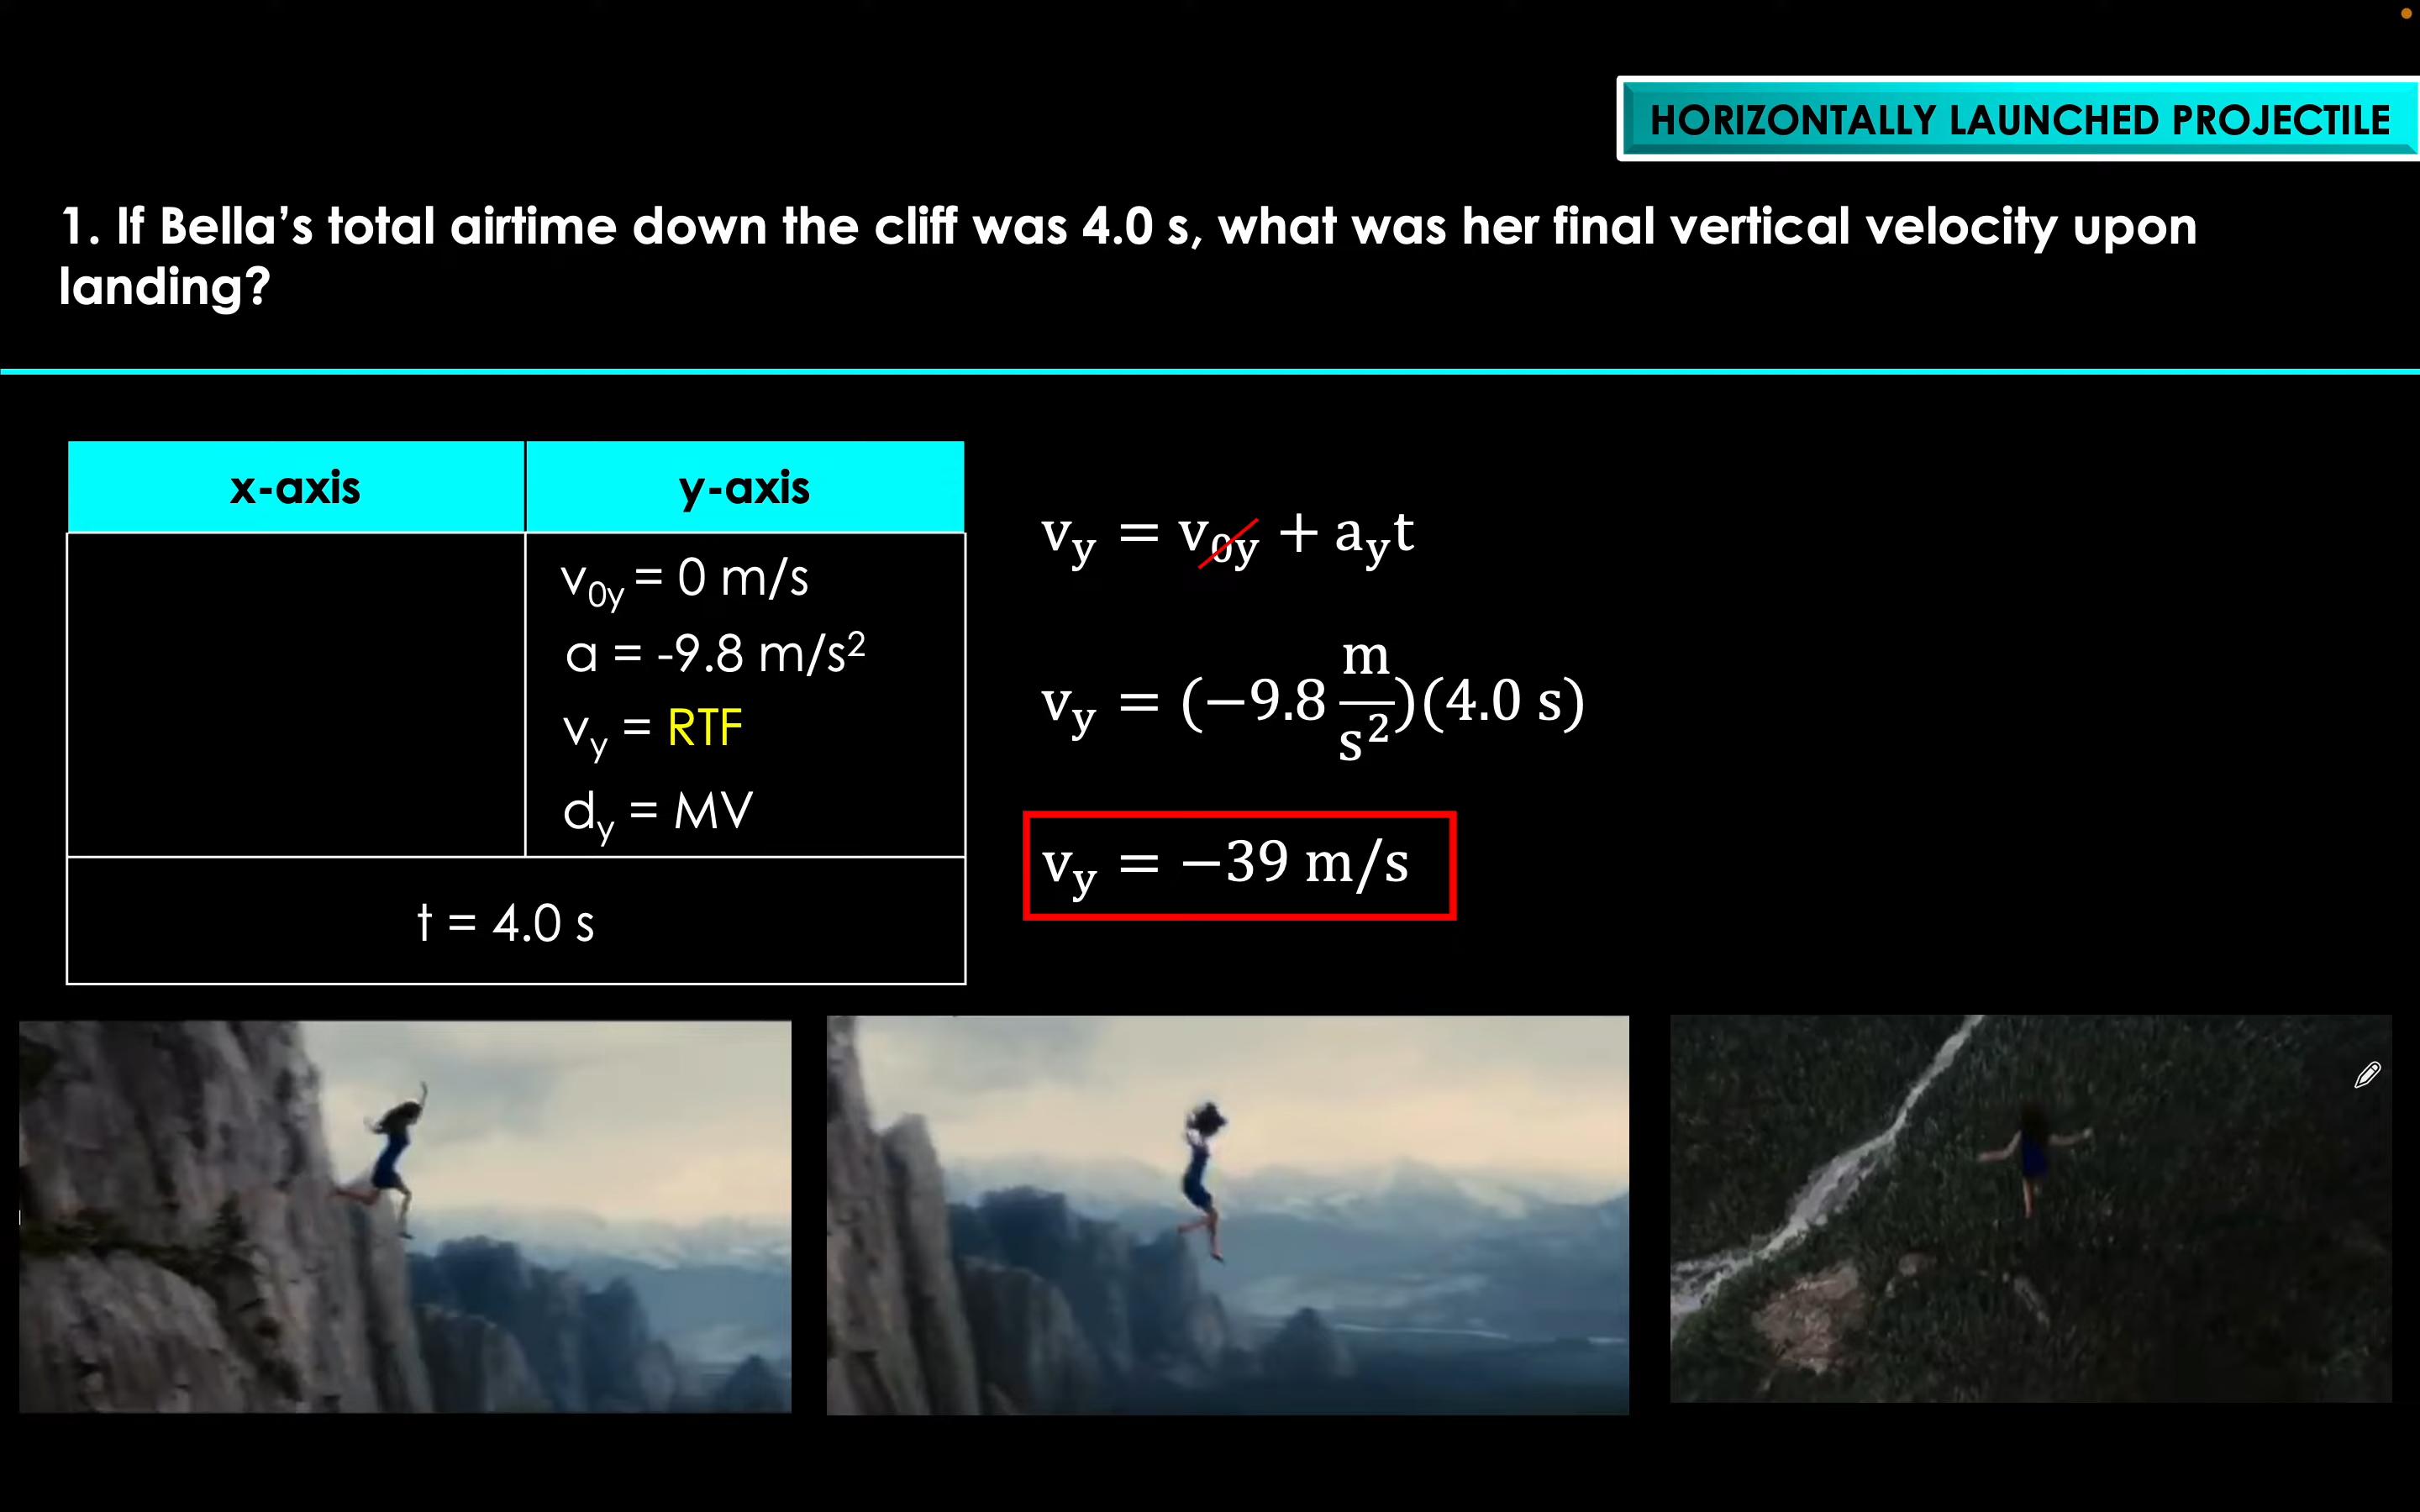 HORIZONTALLY LAUNCHED PROJECTILE
1. If Bella’s total airtime down the cliff was 4.0 s, what was her final vertical velocity upon
landing?
x-axis
y-axis
v₀y = 0 m/s
a = -9.8 m/s²
vy = RTF
dy = MV
t = 4.0 s
vy = v₀y + ayt
vy = (−9.8 m/s²)(4.0 s)
vy = −39 m/s